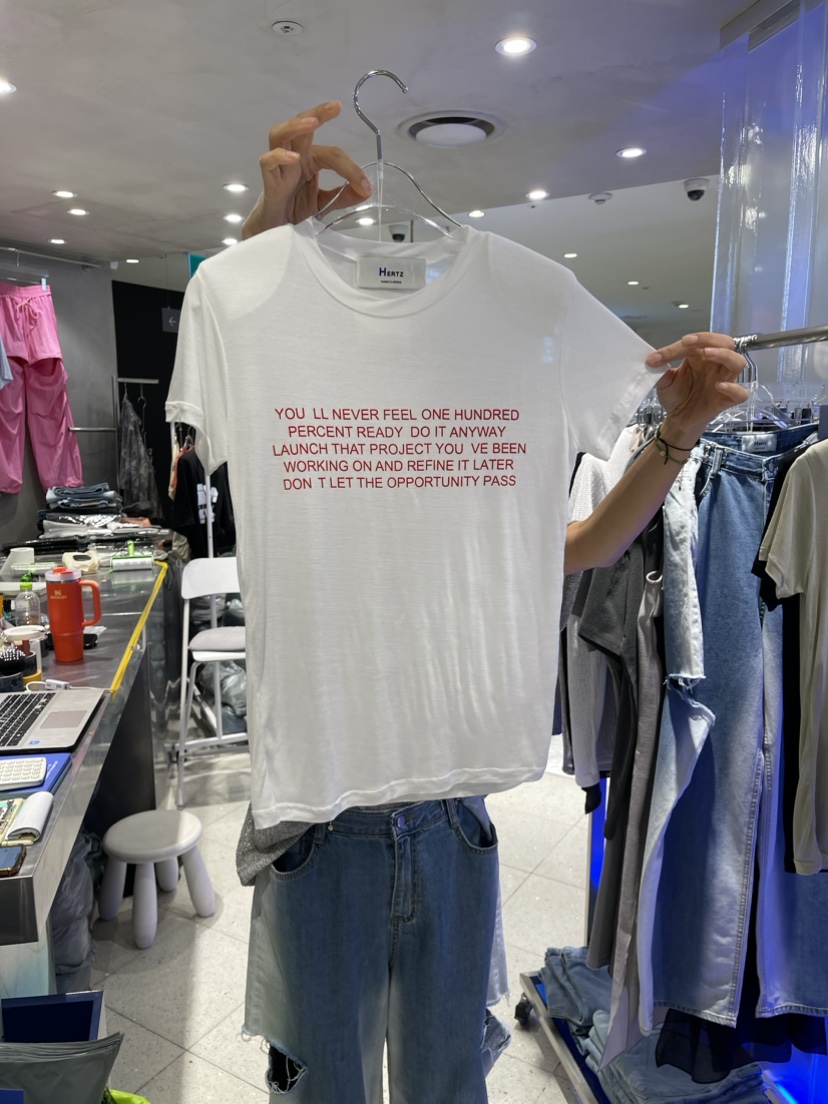 HERTZ
YOU LL NEVER FEEL ONE HUNDRED
PERCENT READY DO IT ANYWAY
LAUNCH THAT PROJECT YOU VE BEEN
WORKING ON AND REFINE IT LATER
DON T LET THE OPPORTUNITY PASS